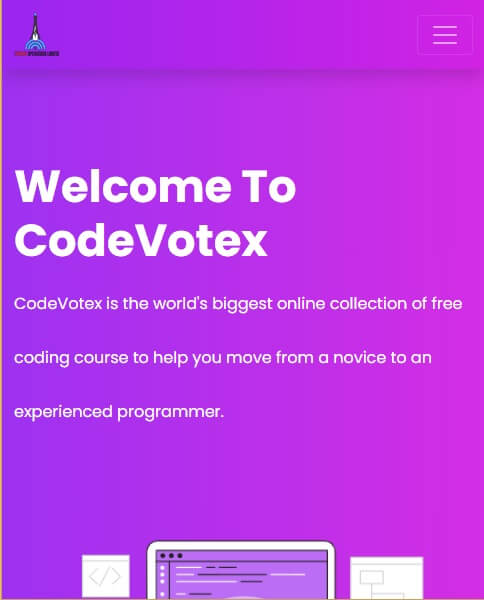 Welcome To
CodeVotex
CodeVotex is the world's biggest online collection of free
coding course to help you move from a novice to an
experienced programmer.